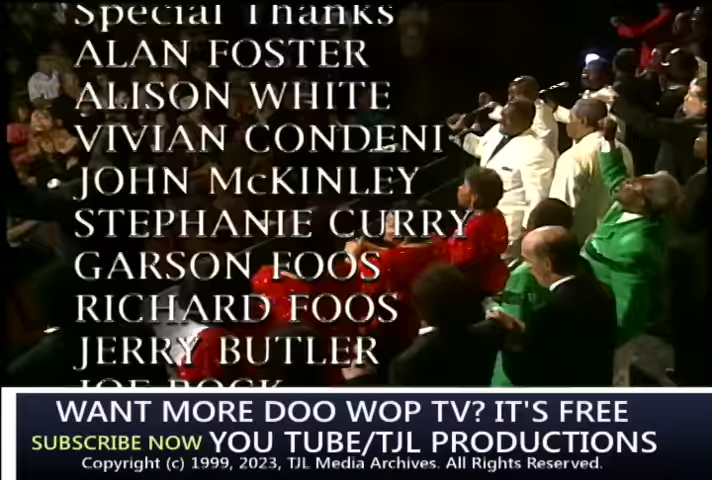 Special Thanks
ALAN FOSTER
ALISON WHITE
VIVIAN CONDENI
JOHN McKINLEY
STEPHANIE CURRY
GARSON FOOS
RICHARD FOOS
JERRY BUTLER
JOE ROCK
WANT MORE DOO WOP TV? IT'S FREE
SUBSCRIBE NOW YOU TUBE/TJL PRODUCTIONS
Copyright (c) 1999, 2023, TJL Media Archives. All Rights Reserved.